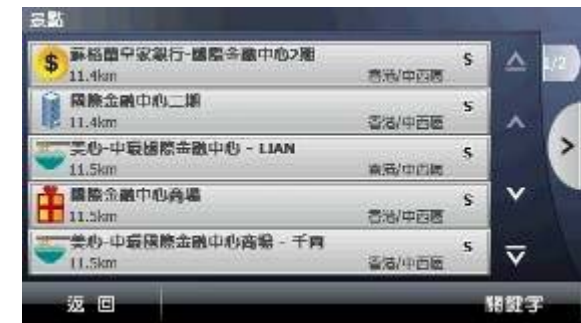 景點
蘇格蘭皇家銀行-國際金融中心2期
S
11.4km
香港/中西區
1/2
國際金融中心二期
S
11.4km
香港/中西區
美心-中環國際金融中心 - LIAN
S
11.5km
香港/中西區
國際金融中心商場
S
11.5km
香港/中西區
美心-中環國際金融中心商場 - 千両
S
11.5km
香港/中西區
返 回
關鍵字